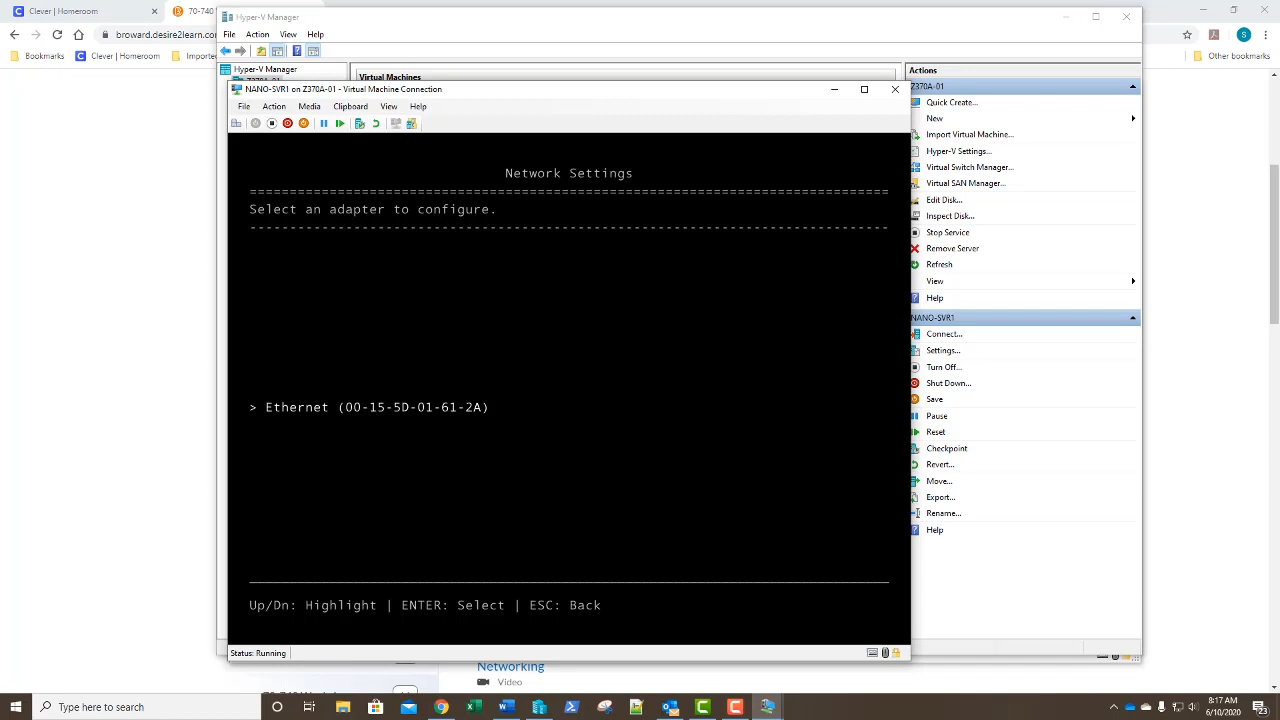 Clever | Homeroom
70-740
broward.desire2learn.com
Bookmarks
Clever | Homeroom
Other bookmarks
Hyper-V Manager
File Action View Help
Hyper-V Manager
Virtual Machines
NANO-SVR1 on Z370A-01 - Virtual Machine Connection
File Action Media Clipboard View Help
Network Settings
Select an adapter to configure.
> Ethernet (00-15-5D-01-61-2A)
Up/Dn: Highlight | ENTER: Select | ESC: Back
Status: Running
Actions
Z370A-01
Quick Create...
New
Import Virtual Machine...
Hyper-V Settings...
Virtual Switch Manager...
Virtual SAN Manager...
Edit Disk...
Inspect Disk...
Stop Service
Remove Server
Refresh
View
Help
NANO-SVR1
Connect...
Settings...
Turn Off...
Shut Down...
Save
Pause
Reset
Checkpoint
Revert...
Move...
Export...
Rename...
Help
Networking
Video
Type here to search
8:17 AM
6/10/2020